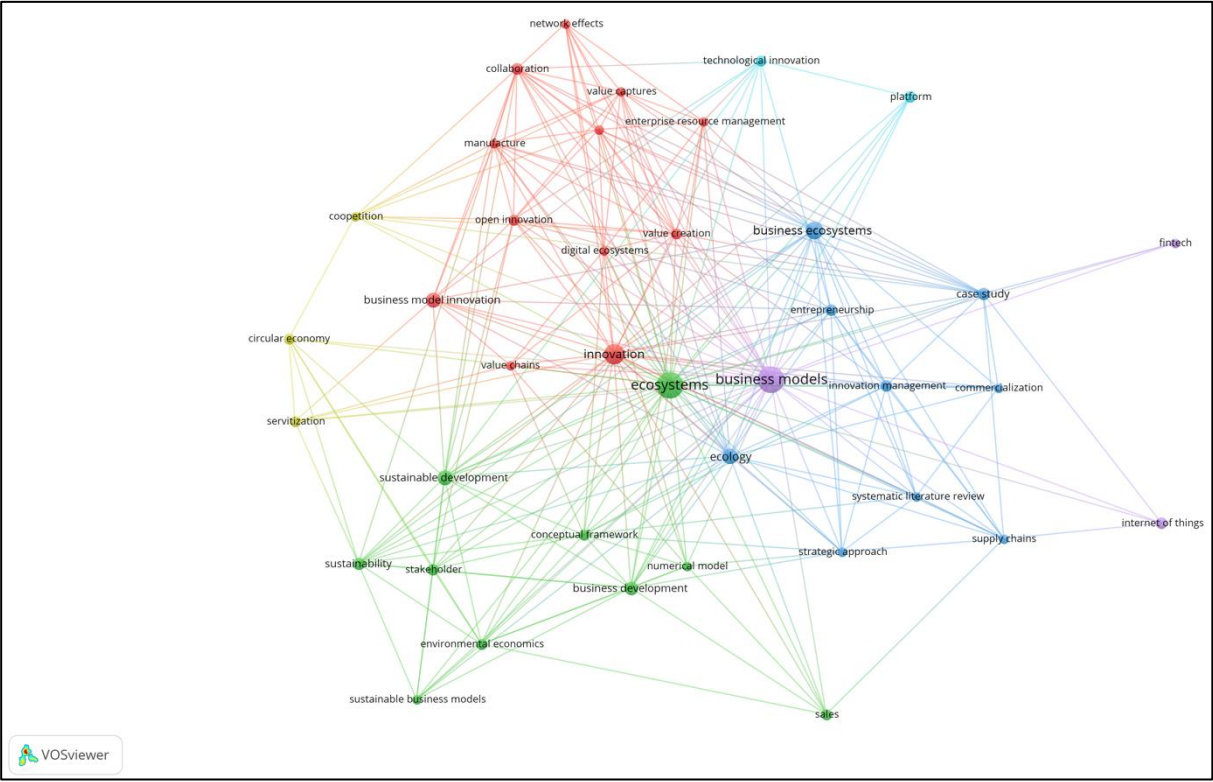 network effects
technological innovation
collaboration
value captures
platform
enterprise resource management
manufacture
coopetition
open innovation
business ecosystems
value creation
fintech
digital ecosystems
case study
business model innovation
entrepreneurship
circular economy
innovation
value chains
ecosystems
business models
innovation management
commercialization
servitization
ecology
sustainable development
systematic literature review
internet of things
conceptual framework
supply chains
strategic approach
sustainability
stakeholder
numerical model
business development
environmental economics
sustainable business models
sales
VOSviewer